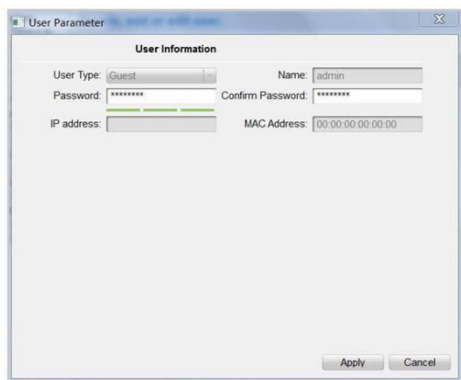 User Parameter
User Information
User Type: Guest Name: admin
Password: ******** Confirm Password: ********
IP address: MAC Address: 00:00:00:00:00:00
Apply Cancel